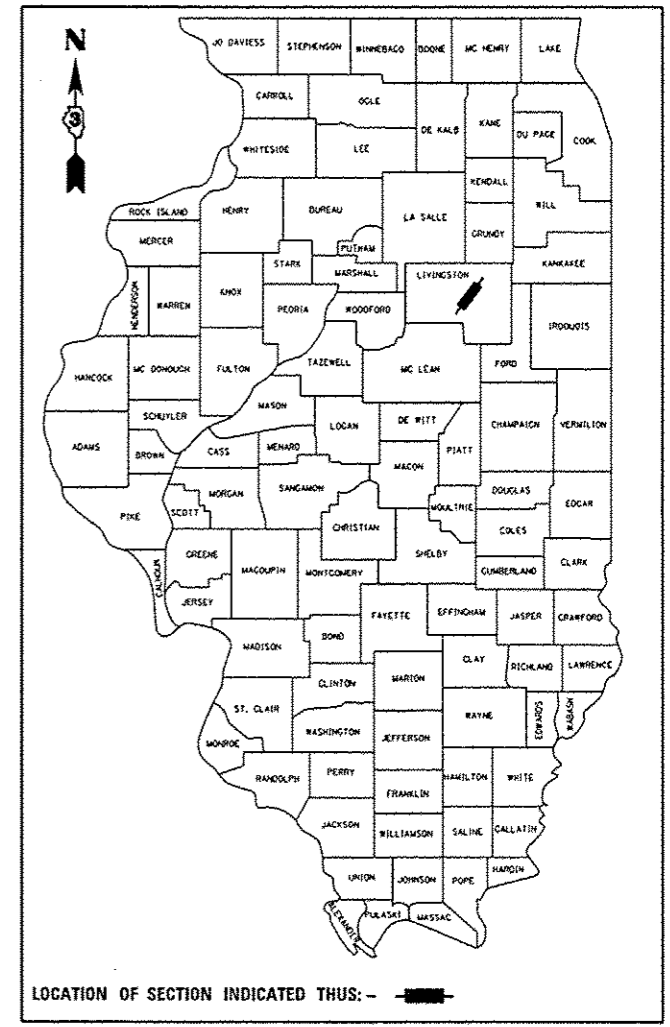 N
3
JO DAVIESS STEPHENSON WINNEBAGO BOONE MC HENRY LAKE
CARROLL OGLE DE KALB KANE DU PAGE COOK
WHITESIDE LEE KENDALL WILL
ROCK ISLAND HENRY BUREAU LA SALLE GRUNDY
MERCER PUTNAM KANKAKEE
STARK MARSHALL LIVINGSTON
HENDERSON WARREN KNOX PEORIA WOODFORD IROQUOIS
HANCOCK MC DONOUGH FULTON TAZEWELL MC LEAN FORD
SCHUYLER MASON LOGAN DE WITT CHAMPAIGN VERMILION
ADAMS BROWN CASS MENARD PIATT
MACON
PIKE SCOTT MORGAN SANGAMON MOULTRIE DOUGLAS EDGAR
CHRISTIAN COLES
CALHOUN GREENE MACOUPIN MONTGOMERY SHELBY CUMBERLAND CLARK
JERSEY FAYETTE EFFINGHAM JASPER CRAWFORD
MADISON BOND CLAY RICHLAND LAWRENCE
CLINTON MARION
ST. CLAIR WAYNE EDWARDS WABASH
MONROE WASHINGTON JEFFERSON
RANDOLPH PERRY HAMILTON WHITE
FRANKLIN
JACKSON WILLIAMSON SALINE GALLATIN
UNION JOHNSON POPE HARDIN
ALEXANDER PULASKI MASSAC
LOCATION OF SECTION INDICATED THUS: -